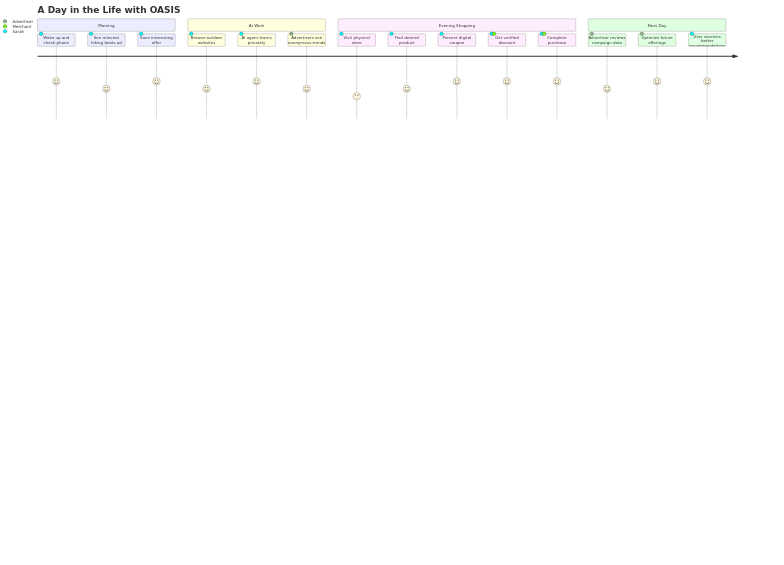 A Day in the Life with OASIS
Advertiser
Merchant
Sarah
Morning
At Work
Evening Shopping
Next Day
Wake up and
check phone
See relevant
hiking boots ad
Save interesting
offer
Browse outdoor
websites
AI agent learns
privately
Advertisers see
anonymous trends
Visit physical
store
Find desired
product
Present digital
coupon
Get verified
discount
Complete
purchase
Advertiser reviews
campaign data
Optimize future
offerings
User receives
better
recommendations